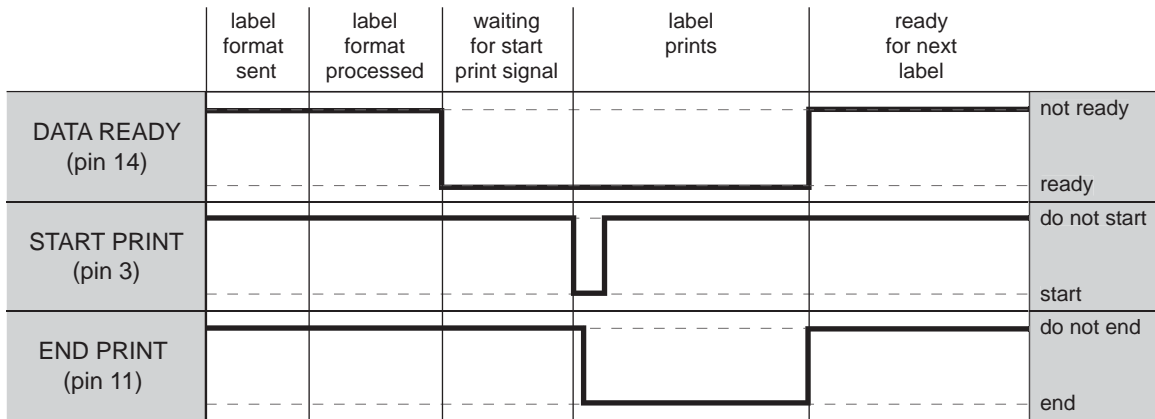 label
format
sent
label
format
processed
waiting
for start
print signal
label
prints
ready
for next
label
DATA READY
(pin 14)
not ready
ready
START PRINT
(pin 3)
do not start
start
END PRINT
(pin 11)
do not end
end